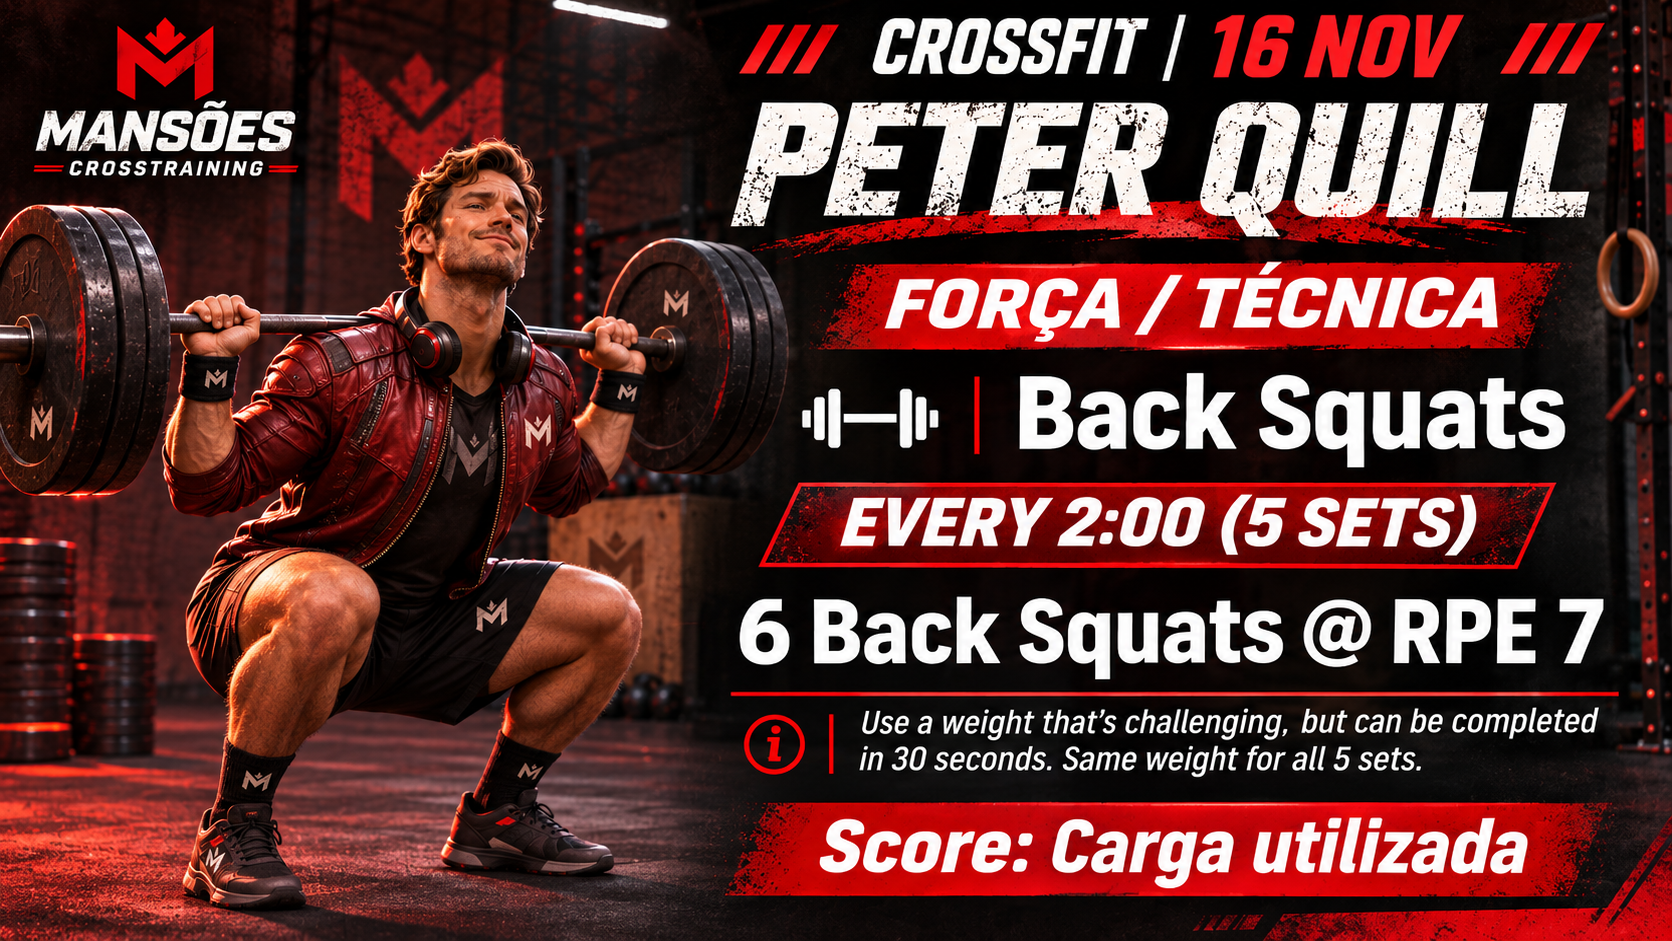 MANSÕES
CROSSTRAINING
CROSSFIT | 16 NOV
PETER QUILL
FORÇA / TÉCNICA
Back Squats
EVERY 2:00 (5 SETS)
6 Back Squats @ RPE 7
Use a weight that's challenging, but can be completed
in 30 seconds. Same weight for all 5 sets.
Score: Carga utilizada